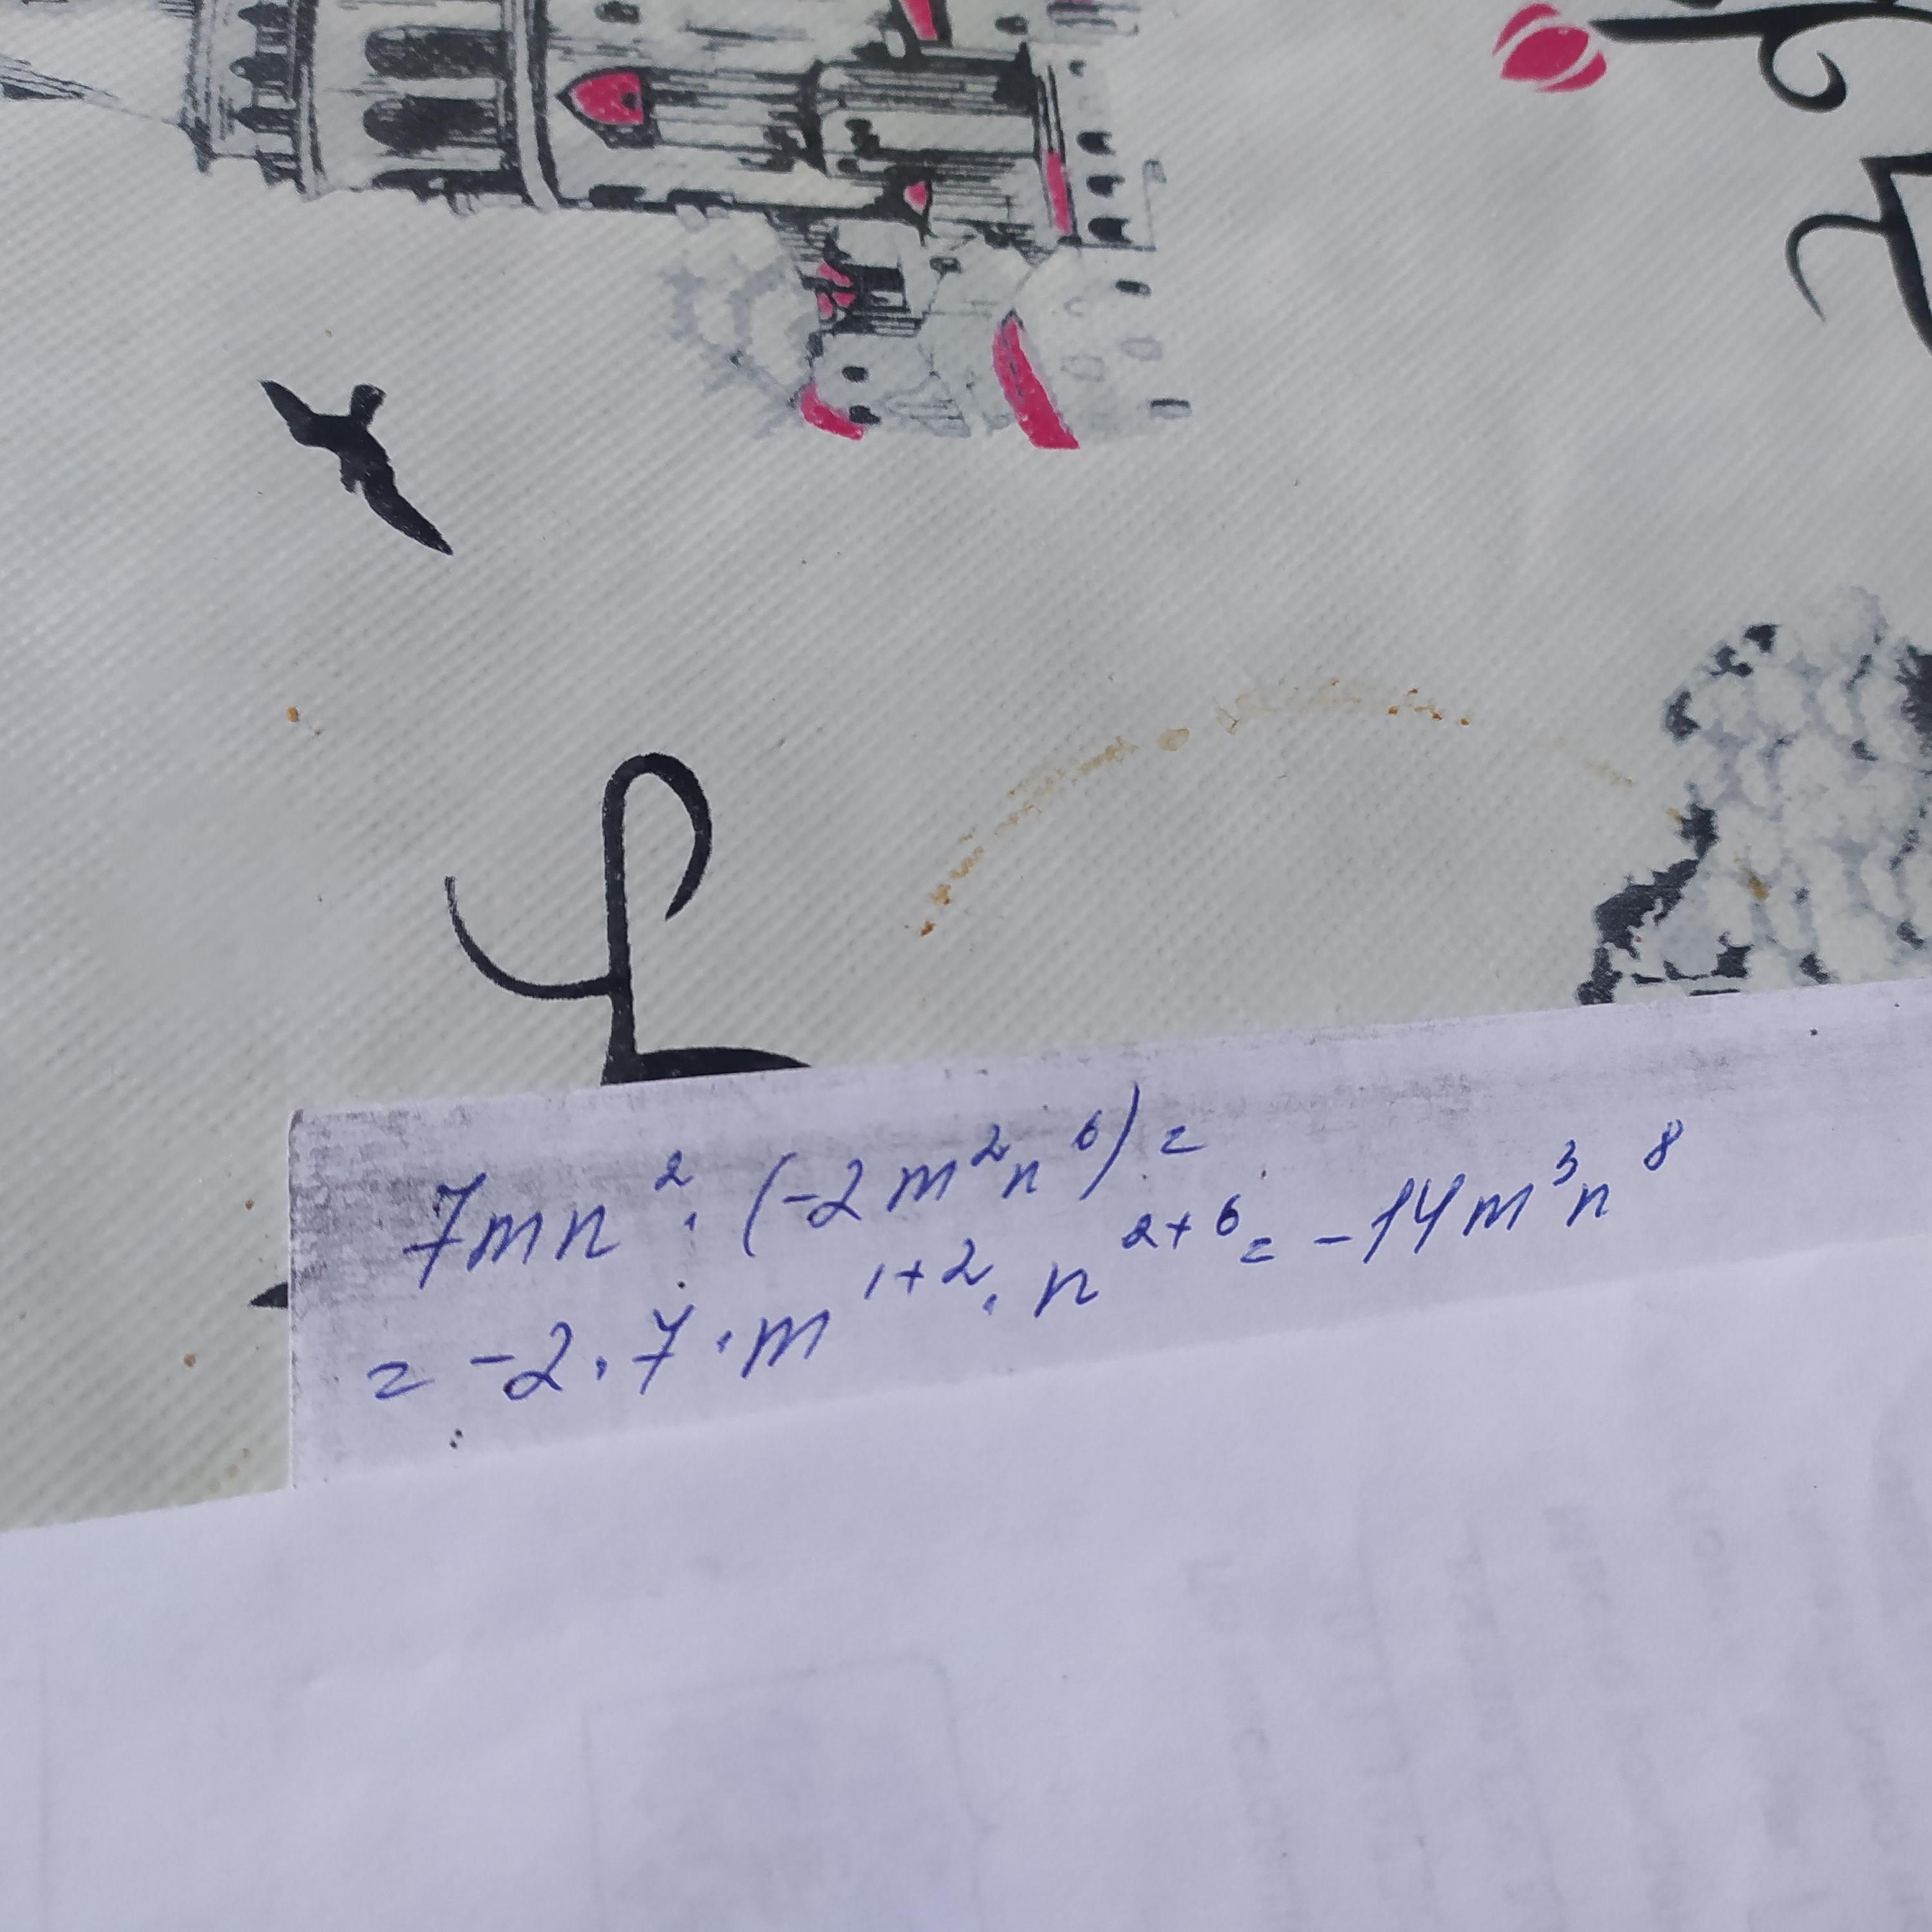 7mn² · (-2m²n⁶) =
= -2 · 7 · m¹⁺² · n²⁺⁶ = -14m³n⁸